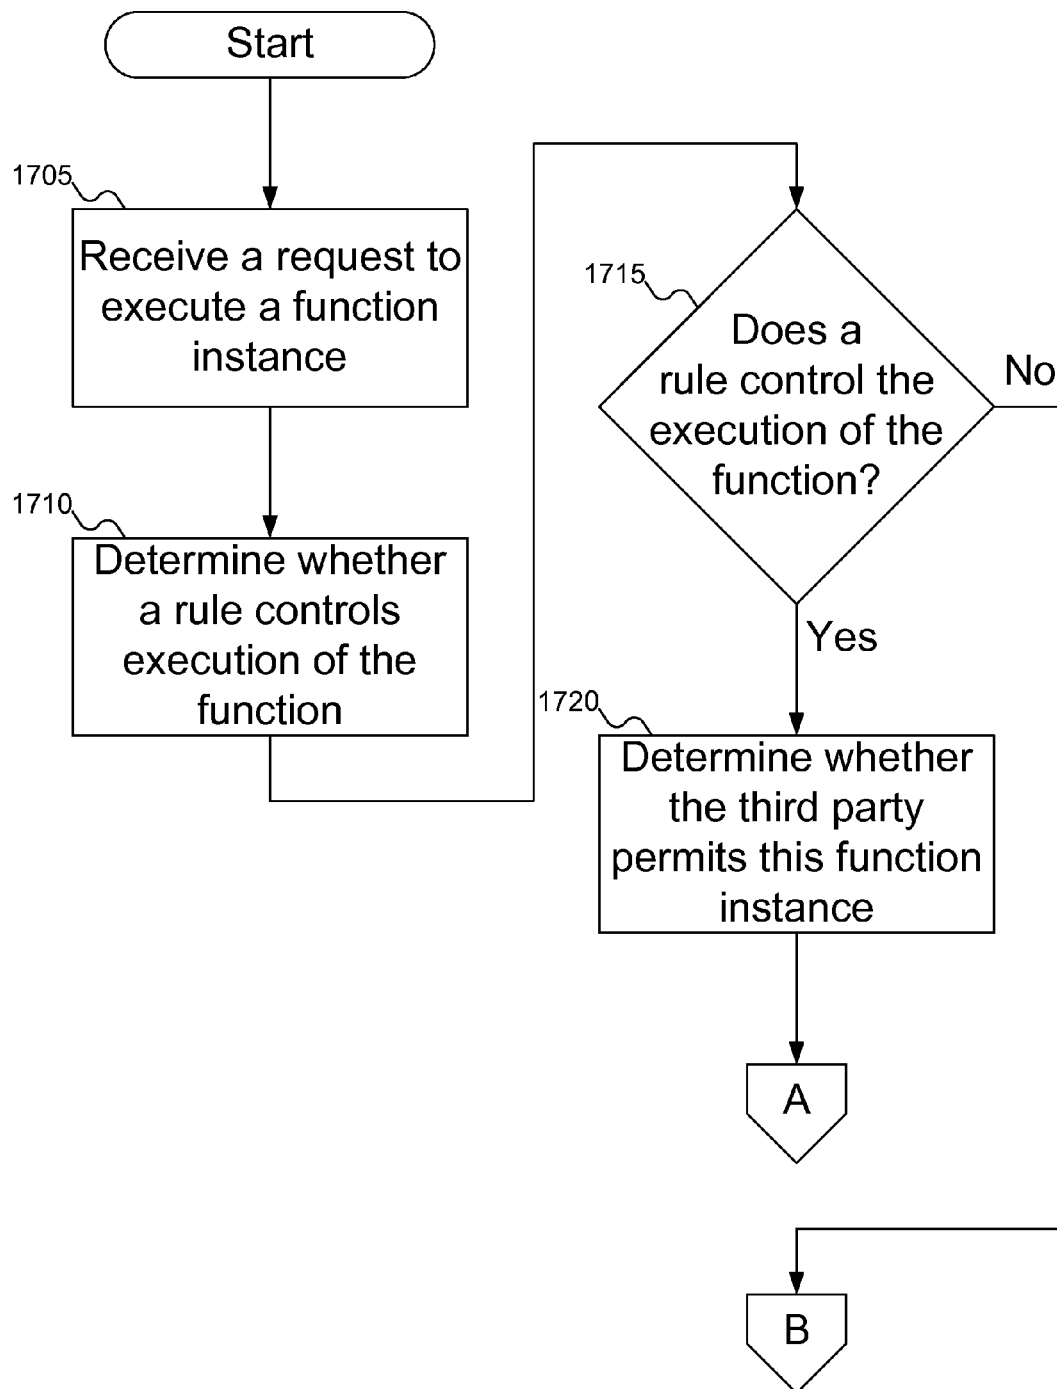 Start
1705
Receive a request to
execute a function
instance
1710
Determine whether
a rule controls
execution of the
function
1715
Does a
rule control the
execution of the
function?
No
Yes
1720
Determine whether
the third party
permits this function
instance
A
B